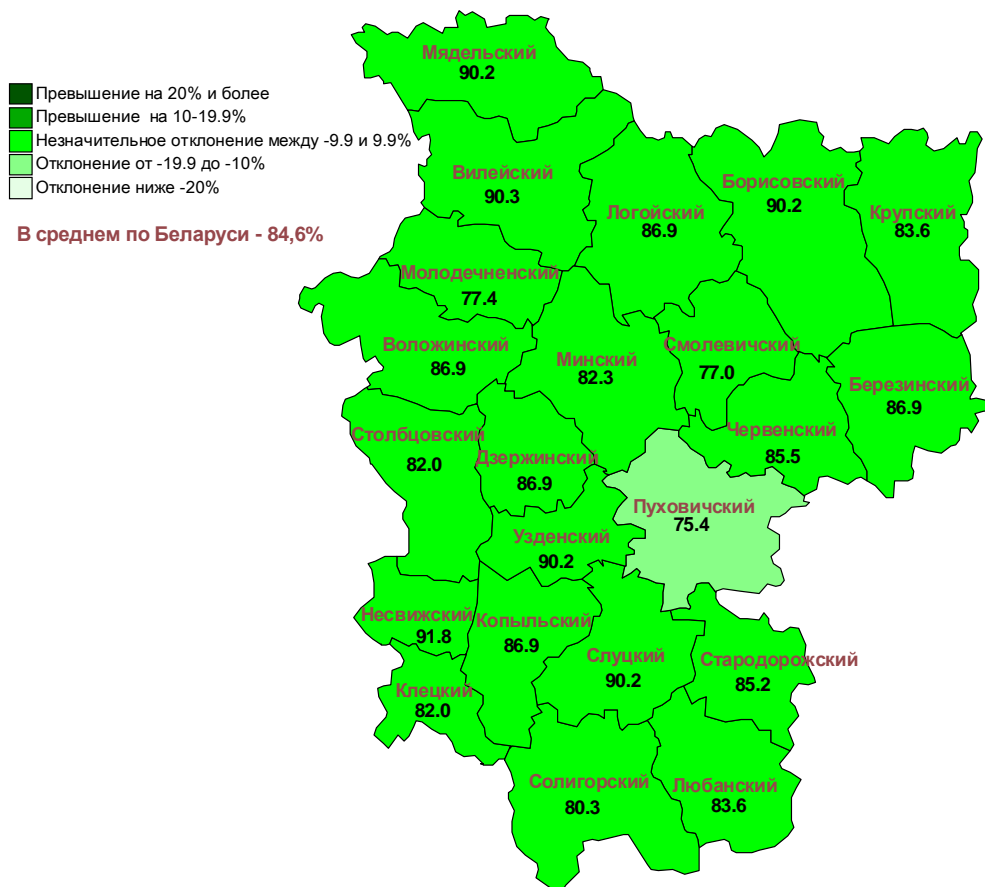 Мядельский
90.2
Превышение на 20% и более
Превышение на 10-19.9%
Незначительное отклонение между -9.9 и 9.9%
Отклонение от -19.9 до -10%
Отклонение ниже -20%
В среднем по Беларуси - 84,6%
Вилейский
90.3
Логойский
86.9
Борисовский
90.2
Крупский
83.6
Молодечненский
77.4
Воложинский
86.9
Минский
82.3
Смолевичский
77.0
Березинский
86.9
Столбцовский
82.0
Дзержинский
86.9
Червенский
85.5
Пуховичский
75.4
Узденский
90.2
Несвижский
91.8
Копыльский
86.9
Слуцкий
90.2
Стародорожский
85.2
Клецкий
82.0
Солигорский
80.3
Любанский
83.6